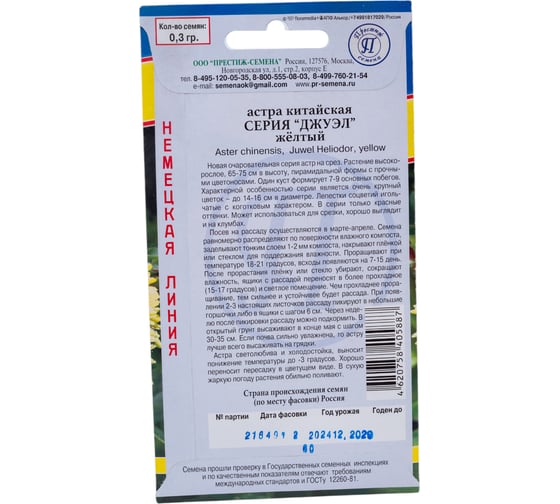 Кол-во семян:
0,3 гр.
ООО "ПРЕСТИЖ-СЕМЕНА" Россия, 127576, Москва,
Новгородская ул., д.1, стр.2, корпус Е
тел.: 8-495-120-05-35, 8-800-555-08-03, 8-499-760-21-54
e-mail: semenaok@gmail.com www.pr-semena.ru
Престиж
семена
НЕМЕЦКАЯ ЛИНИЯ
астра китайская
СЕРИЯ "ДЖУЭЛ"
жёлтый
Aster chinensis, Juwel Heliodor, yellow
Новая очаровательная серия астр на срез. Растение высоко-
рослое, 65-75 см в высоту, пирамидальной формы с прочны-
ми цветоносами. Один куст формирует 7-9 основных побегов.
Характерной особенностью серии является очень крупный
цветок – до 14-16 см в диаметре. Лепестки соцветий игольча-
тые с коготковым характером. В серии только красные
оттенки. Может использоваться для срезки, хорошо выглядит
и на клумбах.
Посев на рассаду осуществляются в марте-апреле. Семена
равномерно распределяют по поверхности влажного компоста,
заделывают тонким слоем 1-2 мм компоста, накрывают плёнкой
или стеклом для поддержания влажности. Проращивают при
температуре 18-21 градусов, всходы появляются на 7-15 день.
После прорастания плёнку или стекло убирают, сокращают
влажность, ящики с рассадой переносят в более прохладное
(15-17 градусов) и светлое помещение. Чем прохладнее прора-
щивание, тем сильнее и устойчивее будет рассада. При появ-
лении 2-3 настоящих листочков рассаду пикируют в небольшие
горшочки либо в ящики с шагом 6 см. Через неде-
лю после пикировки рассаду можно подкормить. В
открытый грунт высаживают в конце мая с шагом
30-35 см. Если почва сильно увлажнена, то астру
лучше всего высаживать на грядки.
Астра светолюбива и холодостойка, выносит
понижение температуры до -3 градусов. Хорошо
переносит пересадку в цветущем виде. В сухую
жаркую погоду растения обильно поливают.
4620758405887
Страна происхождения семян
(по месту фасовки) Россия
№ партии Дата фасовки Год урожая Годен до
202412,2029
60
Семена прошли проверку в Государственных семенных инспекциях
и по качественным показателям отвечают требованиям
международных стандартов и ГОСТу 12260-81.